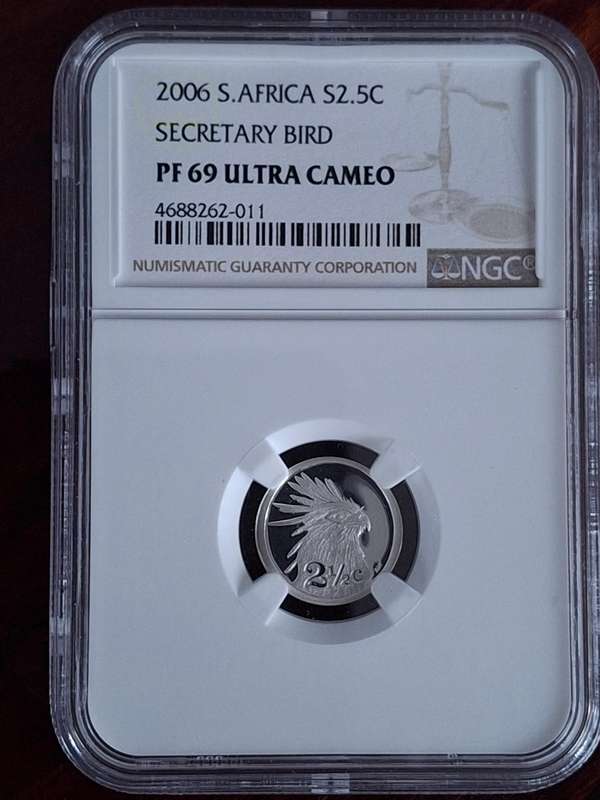 2006 S.AFRICA S2.5C
SECRETARY BIRD
PF 69 ULTRA CAMEO
4688262-011
NUMISMATIC GUARANTY CORPORATION NGC®
2½c